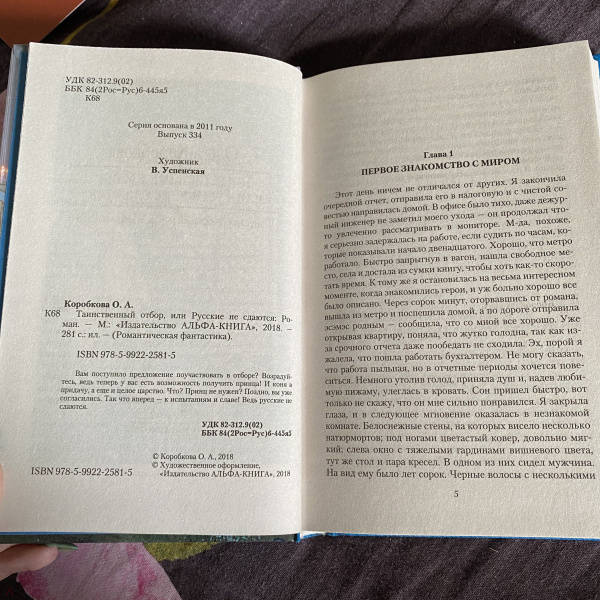 УДК 82-312.9(02)
ББК 84(2Рос=Рус)6-445я5
К68
Серия основана в 2011 году
Выпуск 334
Художник
В. Успенская
Коробкова О. А.
К68 Таинственный отбор, или Русские не сдаются: Ро-
ман. — М.: «Издательство АЛЬФА-КНИГА», 2018. —
281 с.: ил. — (Романтическая фантастика).
ISBN 978-5-9922-2581-5
Вам поступило предложение поучаствовать в отборе? Возрадуй-
тесь, ведь теперь у вас есть возможность получить принца! И коня в
придачу, а еще и целое царство. Что? Принц не нужен? Поздно, вы уже
согласились. Так что вперед — к испытаниям и славе! Ведь русские не
сдаются.
УДК 82-312.9(02)
ББК 84(2Рос=Рус)6-445я5
© Коробкова О. А., 2018
© Художественное оформление,
«Издательство АЛЬФА-КНИГА», 2018
ISBN 978-5-9922-2581-5
Глава 1
ПЕРВОЕ ЗНАКОМСТВО С МИРОМ
Этот день ничем не отличался от других. Я закончила
очередной отчет, отправила его в налоговую и с чистой со-
вестью направилась домой. В офисе было тихо, даже дежур-
ный инженер не заметил моего ухода — он продолжал что-
то увлеченно рассматривать в мониторе. М-да, похоже,
я серьезно задержалась на работе, если судить по часам, ко-
торые показывали начало двенадцатого. Хорошо, что метро
работало. Быстро запрыгнув в вагон, нашла свободное мес-
то, села и достала из сумки книгу, чтобы хоть как-то скоро-
тать время. К тому же я остановилась на весьма интересном
моменте, когда знакомились герои, и уж больно хорошо все
было описано. Через сорок минут, оторвавшись от романа,
вышла из метро и поспешила домой, а по дороге отправила
эсэмэс родным — сообщила, что со мной все хорошо. Уже
открывая квартиру, поняла, что жутко голодна, так как из-
за срочного отчета даже пообедать не сходила. Эх, порой я
жалела, что пошла работать бухгалтером. Не могу сказать,
что работа пыльная, но в отчетные периоды хочется пове-
ситься. Немного утолив голод, приняла душ и, надев люби-
мую пижаму, улеглась в кровать. Сон пришел быстро, вот
только не скажу, что он мне сильно понравился. Я закрыла
глаза, и в следующее мгновение оказалась в незнакомой
комнате. Белоснежные стены, на которых висело несколько
натюрмортов; под ногами цветастый ковер, довольно мяг-
кий; слева окно с тяжелыми гардинами вишневого цвета,
тут же стол и пара кресел. В одном из них сидел мужчина.
На вид ему было лет сорок. Черные волосы с несколькими
5